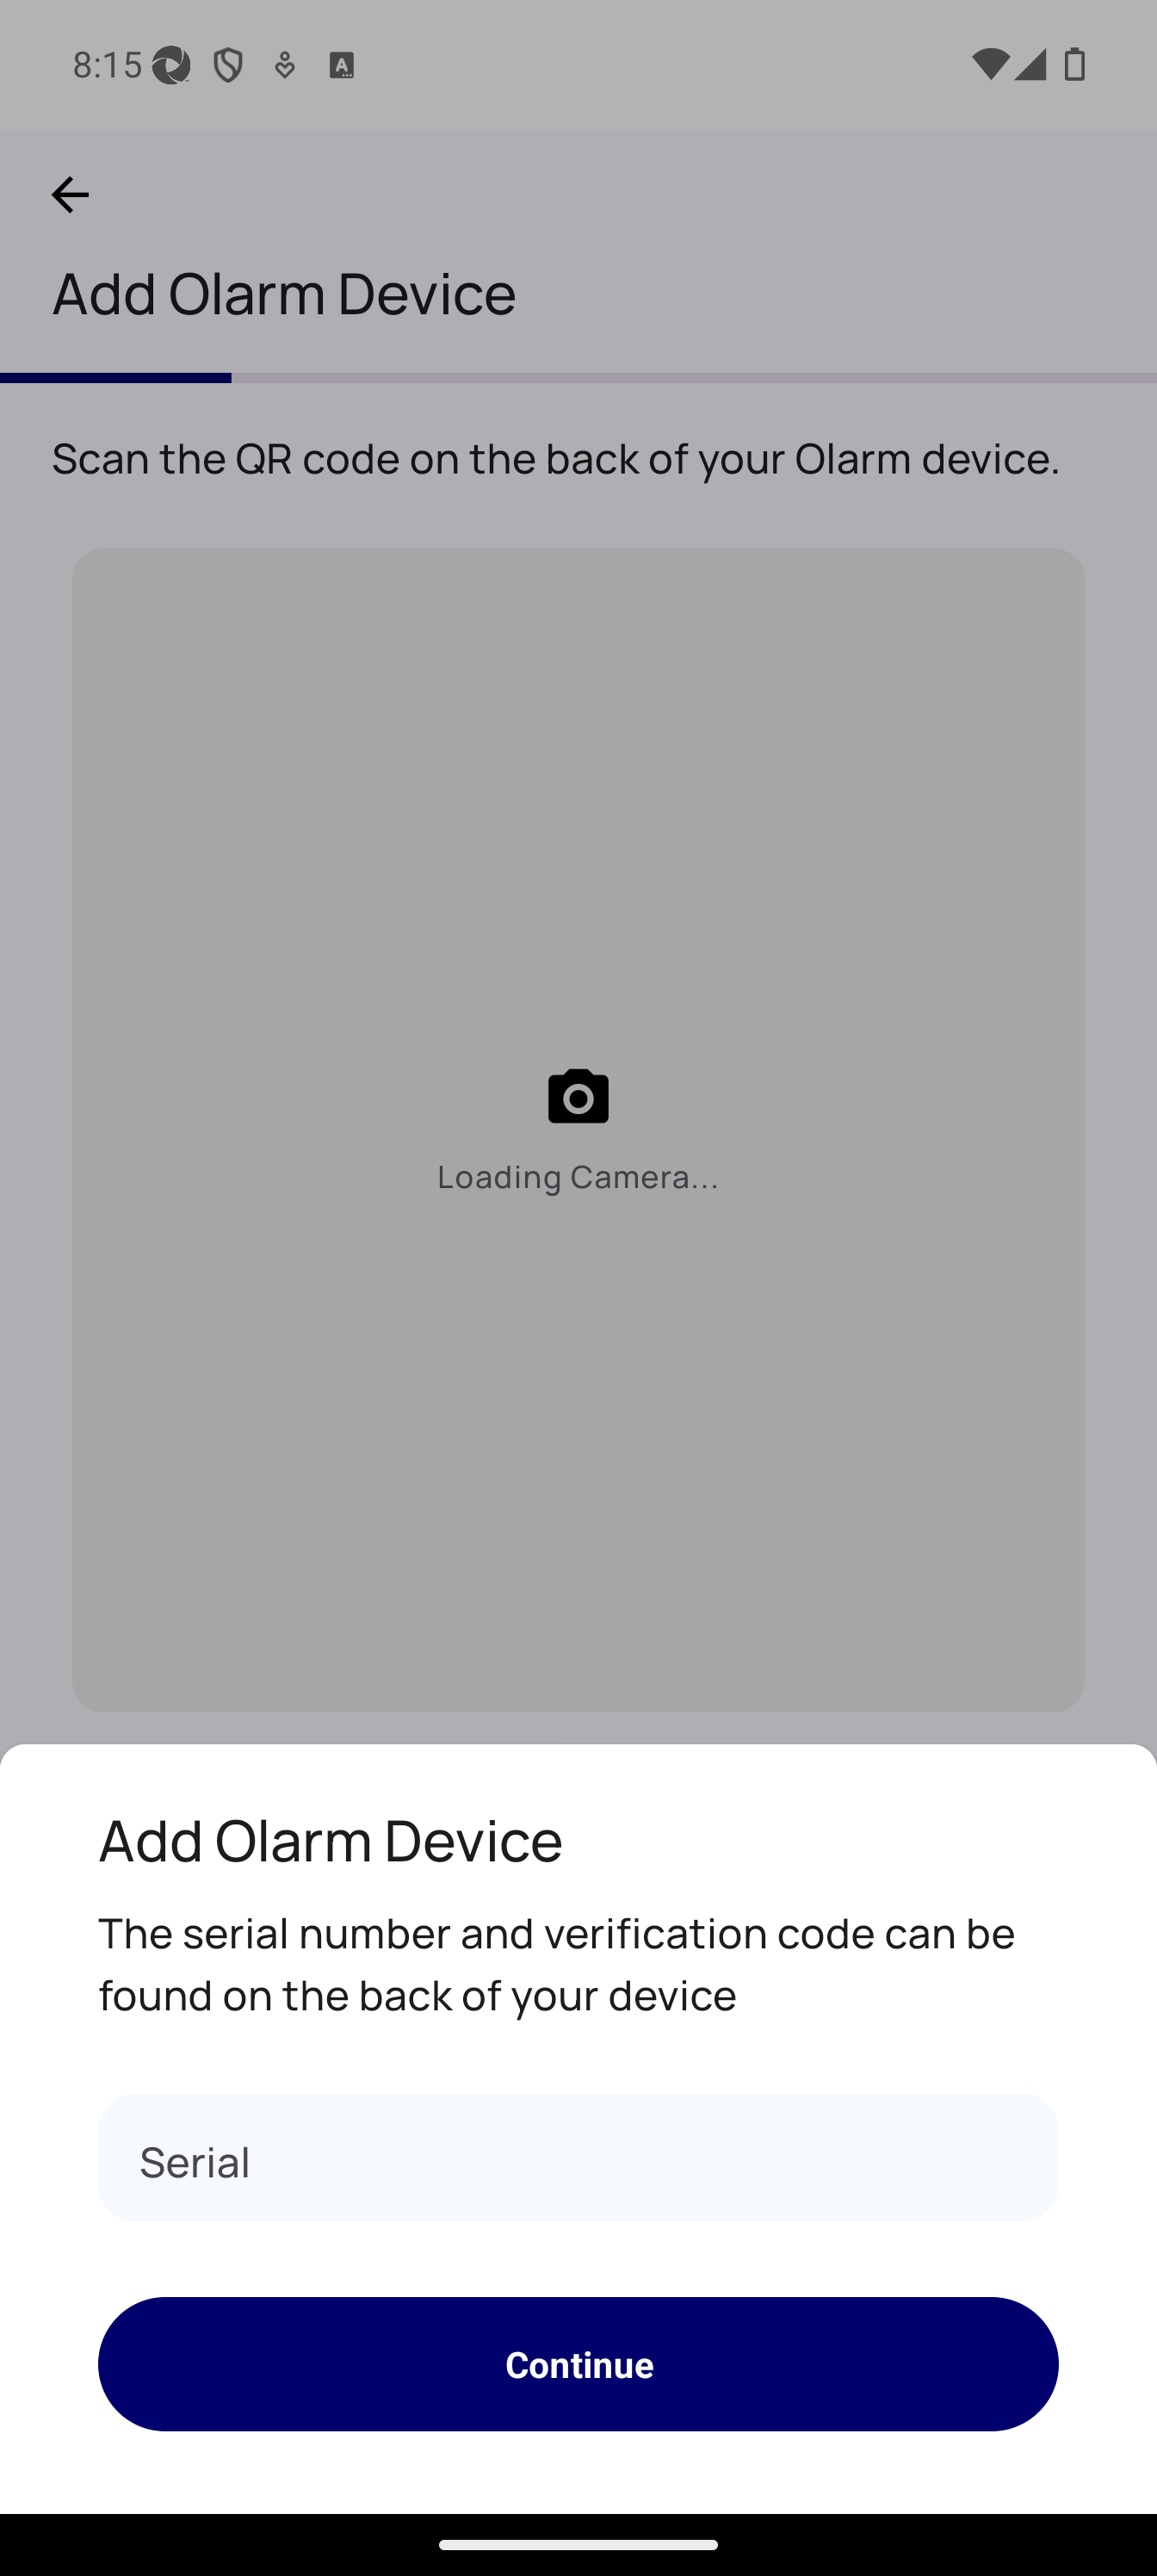 8:15
Add Olarm Device
Scan the QR code on the back of your Olarm device.
Loading Camera...
Add Olarm Device
The serial number and verification code can be
found on the back of your device
Serial
Continue